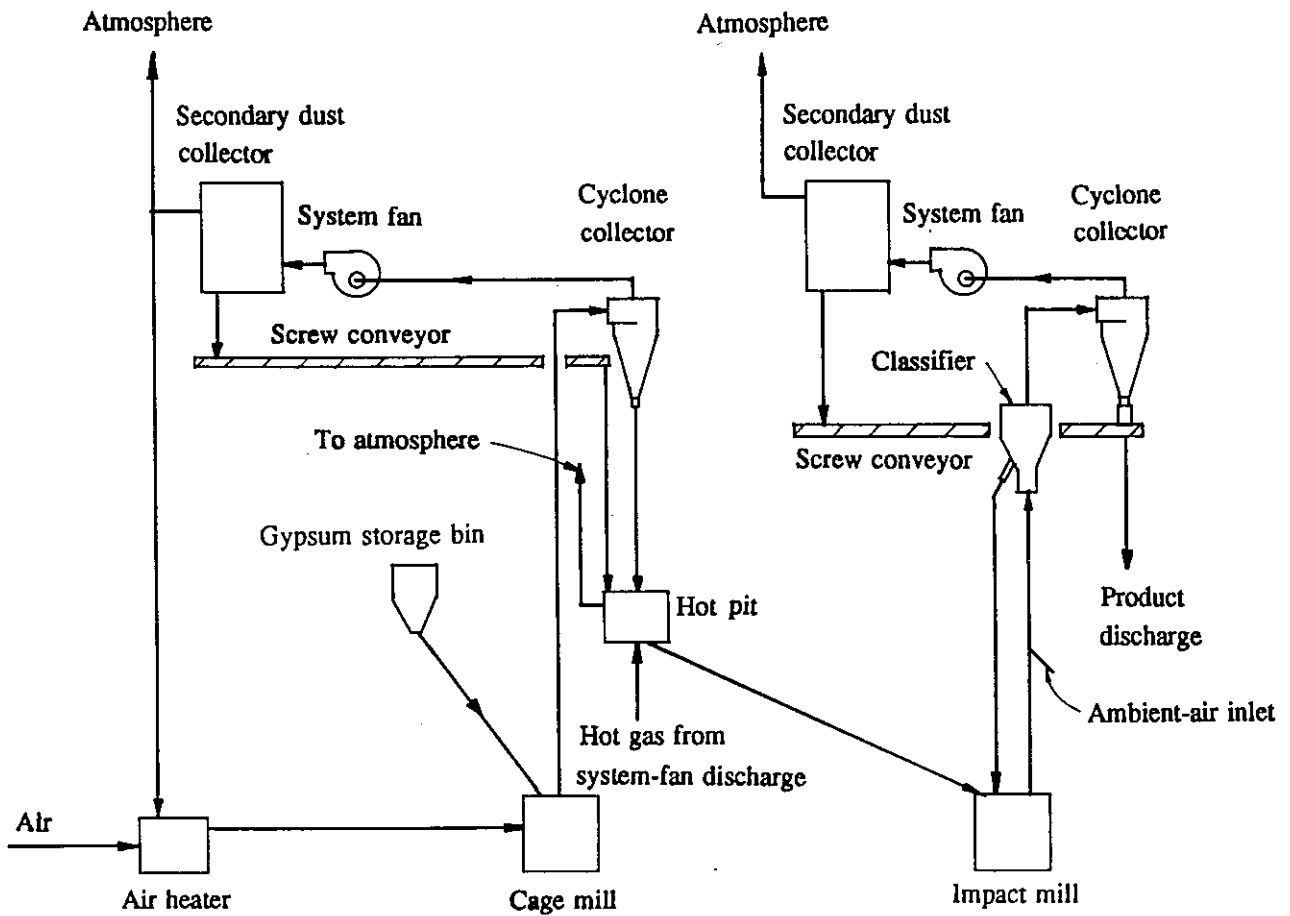 Atmosphere
Atmosphere
Secondary dust
collector
Secondary dust
collector
Cyclone
collector
Cyclone
collector
System fan
System fan
Screw conveyor
Classifier
To atmosphere
Screw conveyor
Gypsum storage bin
Hot pit
Product
discharge
Ambient-air inlet
Hot gas from
system-fan discharge
Air
Air heater
Cage mill
Impact mill